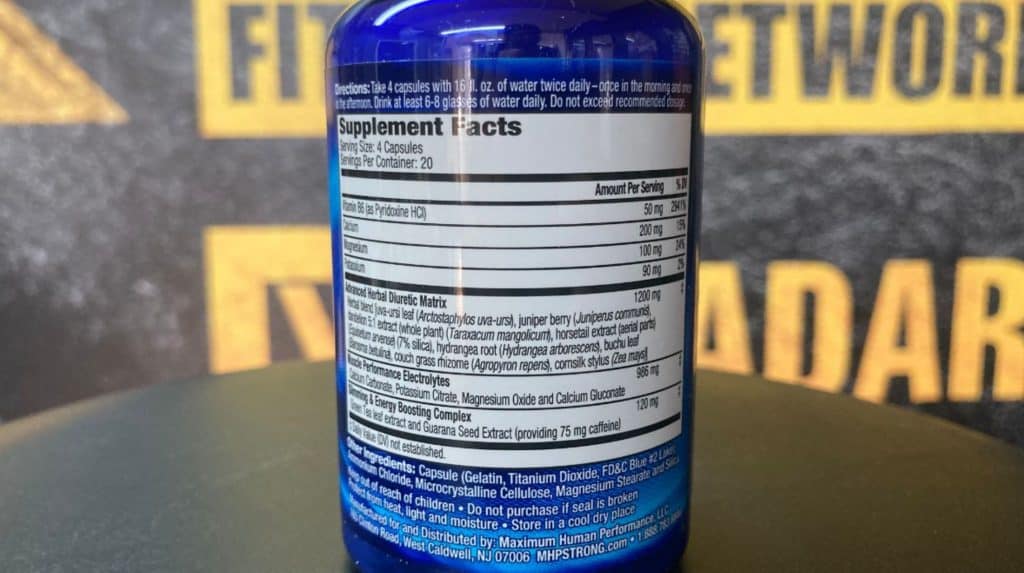 FIT
ETWOR
ADAR
Directions: Take 4 capsules with 16 fl. oz. of water twice daily – once in the morning and
in the afternoon. Drink at least 6-8 glasses of water daily. Do not exceed recommended dosage.
Supplement Facts
Serving Size: 4 Capsules
Servings Per Container: 20
Amount Per Serving % DV
Vitamin B6 (as Pyridoxine HCl) 50 mg 2941%
Calcium 200 mg 15%
Magnesium 100 mg 24%
Potassium 90 mg 2%
Advanced Herbal Diuretic Matrix 1200 mg ‡
Herbal blend (uva-ursi leaf (Arctostaphylos uva-ursi), juniper berry (Juniperus communis),
dandelion 5:1 extract (whole plant) (Taraxacum mongolicum), horsetail extract (aerial parts)
(Equisetum arvense) (7% silica), hydrangea root (Hydrangea arborescens), buchu leaf
(Barosma betulina), couch grass rhizome (Agropyron repens), cornsilk stylus (Zea mays)
Muscle Performance Electrolytes 986 mg ‡
Calcium Carbonate, Potassium Citrate, Magnesium Oxide and Calcium Gluconate
Slimming & Energy Boosting Complex 120 mg ‡
Green Tea leaf extract and Guarana Seed Extract (providing 75 mg caffeine)
‡ Daily Value (DV) not established.
Other Ingredients: Capsule (Gelatin, Titanium Dioxide, FD&C Blue #2 Lake),
Ammonium Chloride, Microcrystalline Cellulose, Magnesium Stearate and Silica.
Keep out of reach of children • Do not purchase if seal is broken
Protect from heat, light and moisture • Store in a cool dry place
Manufactured for and Distributed by: Maximum Human Performance, LLC
Clinton Road, West Caldwell, NJ 07006 MHPSTRONG.com • 1.888.783